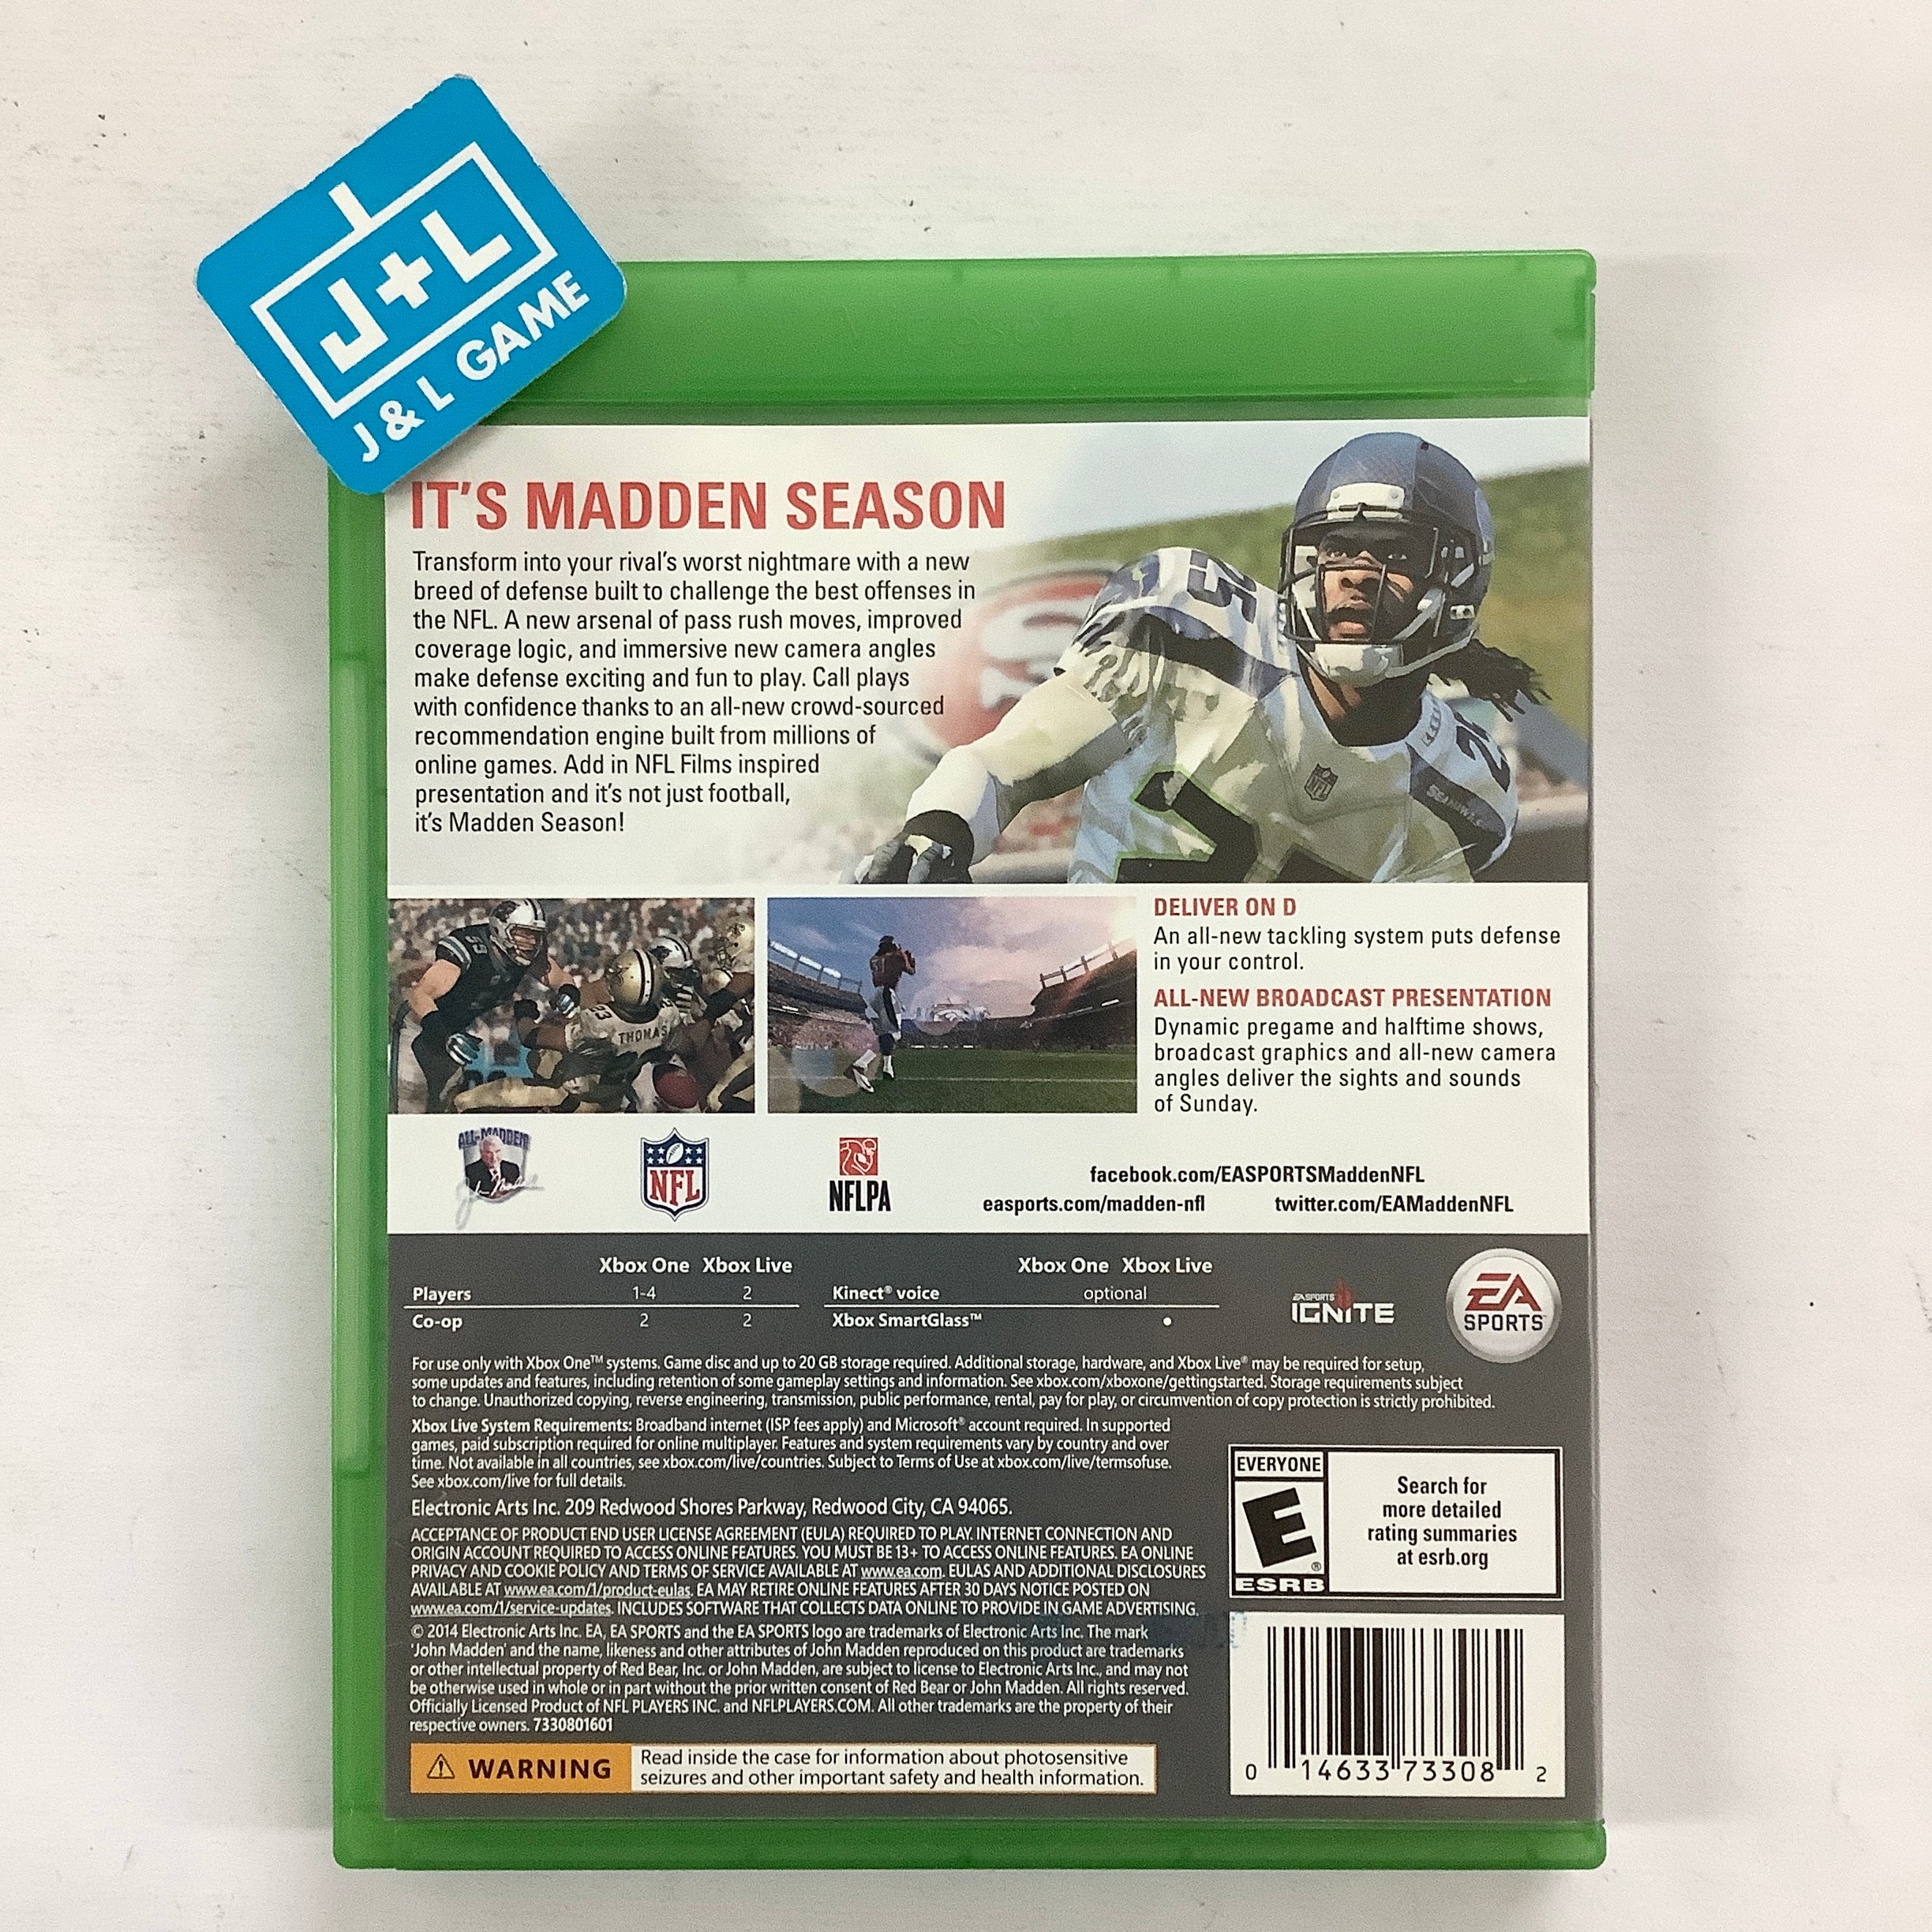 J+L
J & L GAME
IT'S MADDEN SEASON
Transform into your rival's worst nightmare with a new
breed of defense built to challenge the best offenses in
the NFL. A new arsenal of pass rush moves, improved
coverage logic, and immersive new camera angles
make defense exciting and fun to play. Call plays
with confidence thanks to an all-new crowd-sourced
recommendation engine built from millions of
online games. Add in NFL Films inspired
presentation and it's not just football,
it's Madden Season!
25
NFL
SEAHAWKS
53
THOMAS
DELIVER ON D
An all-new tackling system puts defense
in your control.
ALL-NEW BROADCAST PRESENTATION
Dynamic pregame and halftime shows,
broadcast graphics and all-new camera
angles deliver the sights and sounds
of Sunday.
ALL-MADDEN
NFL
NFLPA
facebook.com/EASPORTSMaddenNFL
easports.com/madden-nfl twitter.com/EAMaddenNFL
Xbox One Xbox Live
Players 1-4 2
Co-op 2 2
Xbox One Xbox Live
Kinect® voice optional
Xbox SmartGlass™ •
EA SPORTS
IGNITE
EA
SPORTS
For use only with Xbox One™ systems. Game disc and up to 20 GB storage required. Additional storage, hardware, and Xbox Live® may be required for setup,
some updates and features, including retention of some gameplay settings and information. See xbox.com/xboxone/gettingstarted. Storage requirements subject
to change. Unauthorized copying, reverse engineering, transmission, public performance, rental, pay for play, or circumvention of copy protection is strictly prohibited.
Xbox Live System Requirements: Broadband internet (ISP fees apply) and Microsoft® account required. In supported
games, paid subscription required for online multiplayer. Features and system requirements vary by country and over
time. Not available in all countries, see xbox.com/live/countries. Subject to Terms of Use at xbox.com/live/termsofuse.
See xbox.com/live for full details.
Electronic Arts Inc. 209 Redwood Shores Parkway, Redwood City, CA 94065.
ACCEPTANCE OF PRODUCT END USER LICENSE AGREEMENT (EULA) REQUIRED TO PLAY. INTERNET CONNECTION AND
ORIGIN ACCOUNT REQUIRED TO ACCESS ONLINE FEATURES. YOU MUST BE 13+ TO ACCESS ONLINE FEATURES. EA ONLINE
PRIVACY AND COOKIE POLICY AND TERMS OF SERVICE AVAILABLE AT www.ea.com. EULAS AND ADDITIONAL DISCLOSURES
AVAILABLE AT www.ea.com/1/product-eulas. EA MAY RETIRE ONLINE FEATURES AFTER 30 DAYS NOTICE POSTED ON
www.ea.com/1/service-updates. INCLUDES SOFTWARE THAT COLLECTS DATA ONLINE TO PROVIDE IN GAME ADVERTISING.
© 2014 Electronic Arts Inc. EA, EA SPORTS and the EA SPORTS logo are trademarks of Electronic Arts Inc. The mark
'John Madden' and the name, likeness and other attributes of John Madden reproduced on this product are trademarks
or other intellectual property of Red Bear, Inc. or John Madden, are subject to license to Electronic Arts Inc., and may not
be otherwise used in whole or in part without the prior written consent of Red Bear or John Madden. All rights reserved.
Officially Licensed Product of NFL PLAYERS INC. and NFLPLAYERS.COM. All other trademarks are the property of their
respective owners. 7330801601
WARNING
Read inside the case for information about photosensitive
seizures and other important safety and health information.
EVERYONE
E
®
ESRB
Search for
more detailed
rating summaries
at esrb.org
0 14633 73308 2